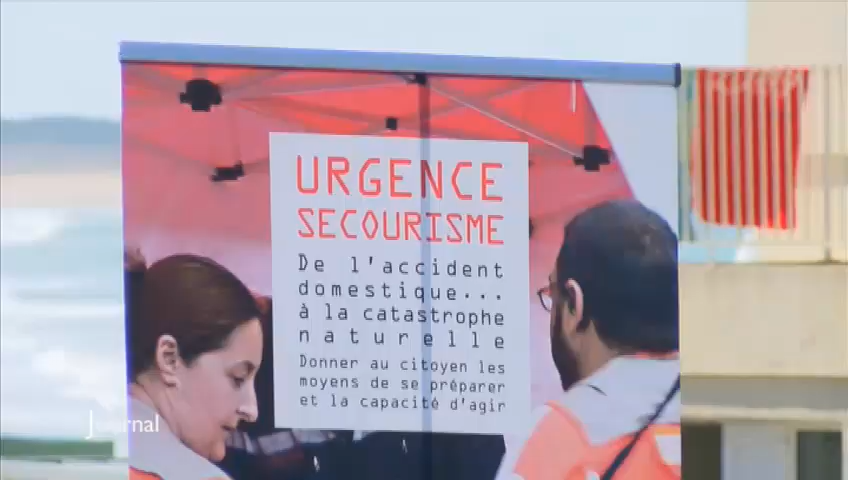 URGENCE
SECOURISME
De l'accident
domestique...
à la catastrophe
naturelle
Donner au citoyen les
moyens de se préparer
et la capacité d'agir
Journal